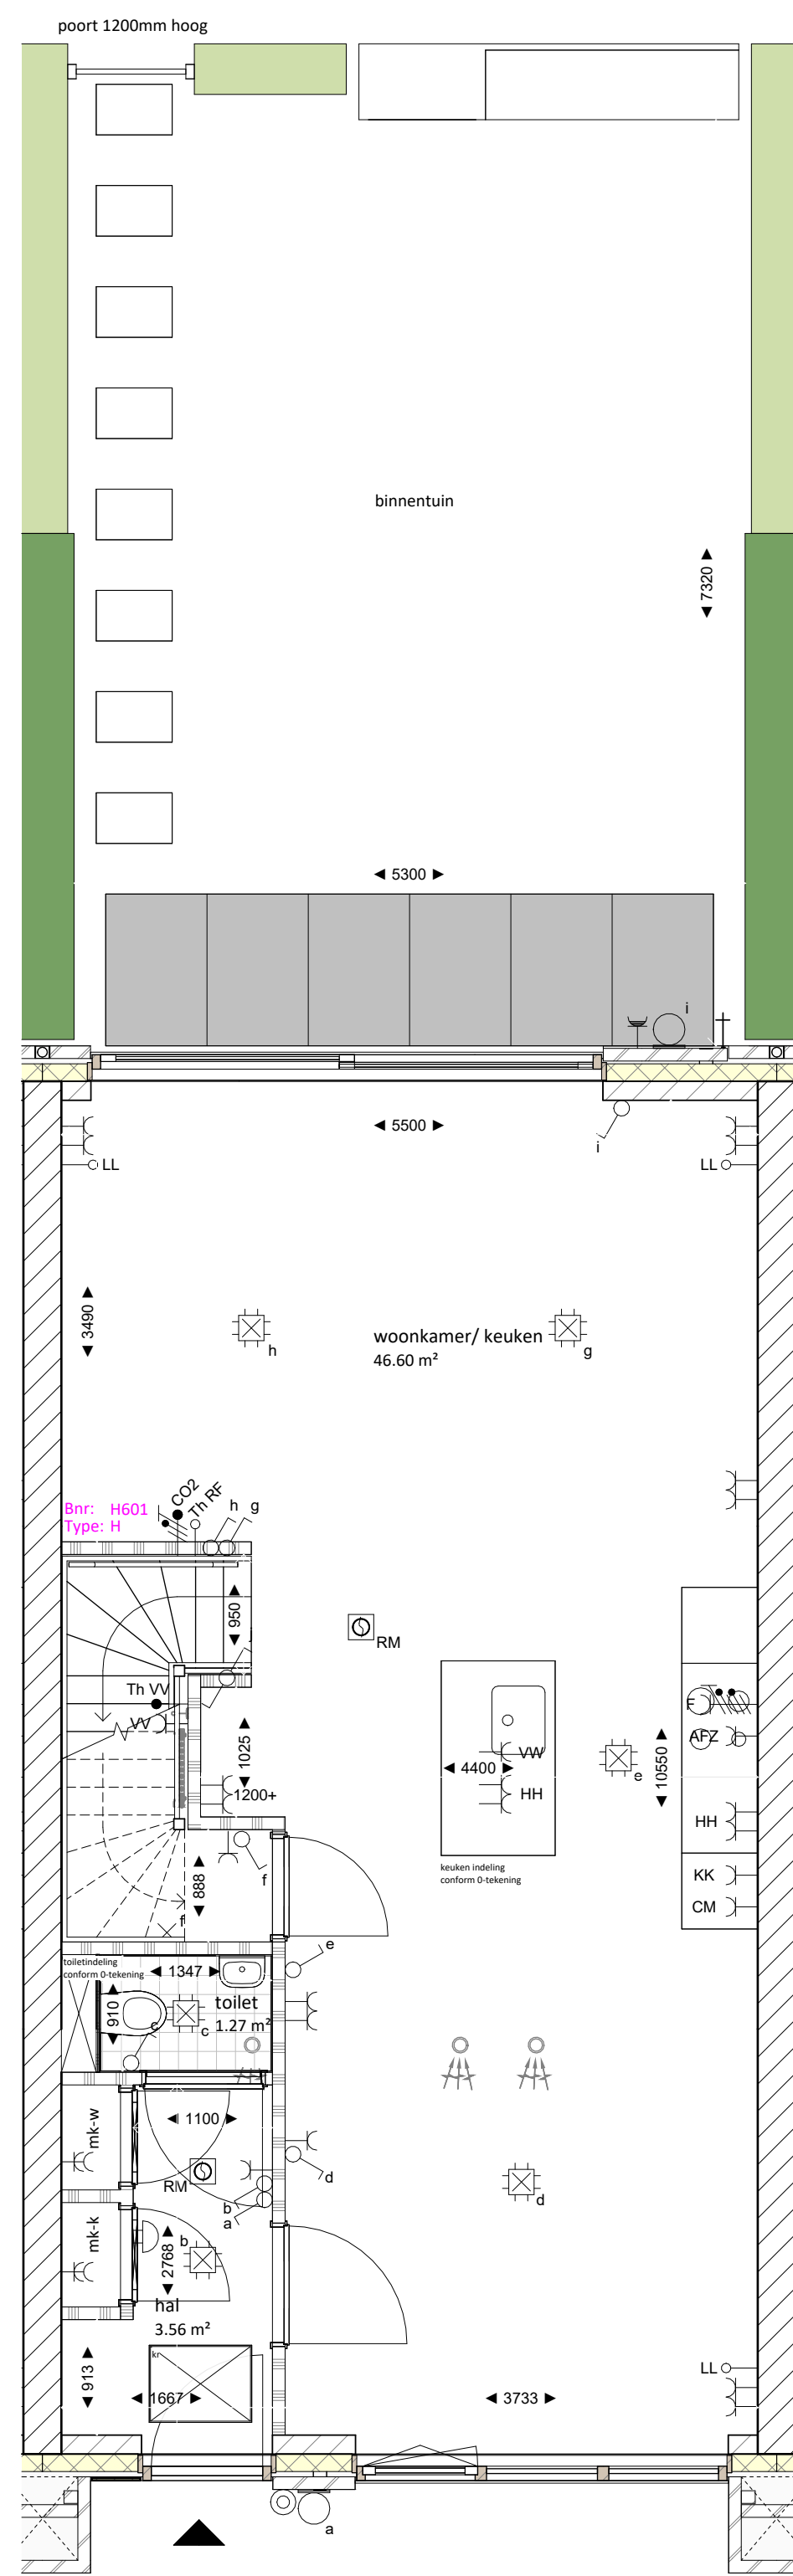 poort 1200mm hoog
binnentuin
◄ 7320 ►
◄ 5300 ►
i
◄ 5500 ►
i
LL
LL
◄ 3490 ►
h
woonkamer/ keuken
46.60 m²
g
Bnr: H601
Type: H
CO2
Th RF
h g
◄ 950 ►
RM
Th VV
VV
F
AFZ
◄ 1025 ►
1200+
VW
◄ 4400 ►
HH
e
◄ 10550 ►
HH
KK
CM
keuken indeling
conform 0-tekening
f
◄ 888 ►
f
e
toiletindeling
conform 0-tekening
◄ 1347 ►
◄ 910 ►
toilet
1.27 m²
c
c
mk-w
◄ 1100 ►
RM
d
b
a
d
mk-k
◄ 2768 ►
b
hal
3.56 m²
kr
◄ 913 ►
◄ 1667 ►
LL
◄ 3733 ►
a